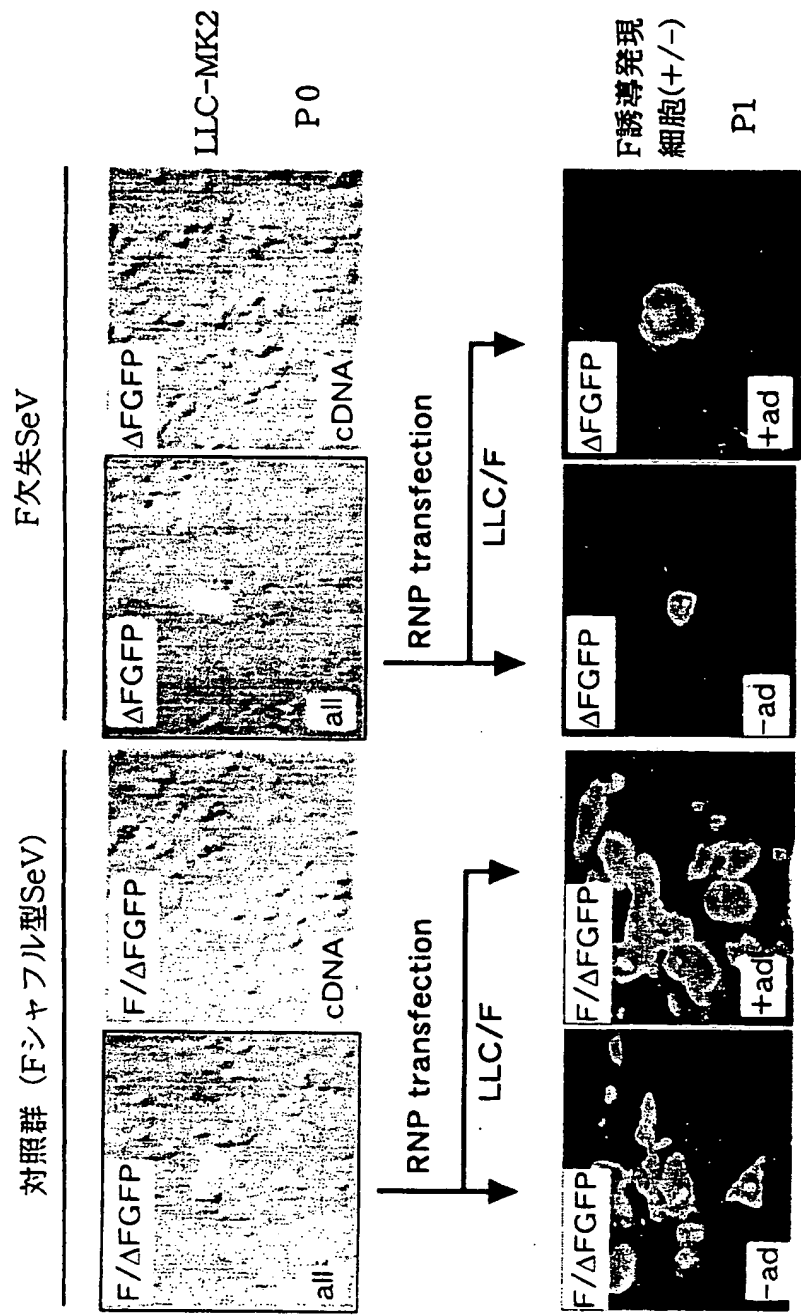 対照群 (Fシャフル型SeV)
F欠失SeV
F/ΔFGFP
all
F/ΔFGFP
cDNA
ΔFGFP
all
ΔFGFP
cDNA
LLC-MK2
P0
RNP transfection
LLC/F
RNP transfection
LLC/F
F/ΔFGFP
-ad
F/ΔFGFP
+ad
ΔFGFP
-ad
ΔFGFP
+ad
F誘導発現
細胞(+/-)
P1